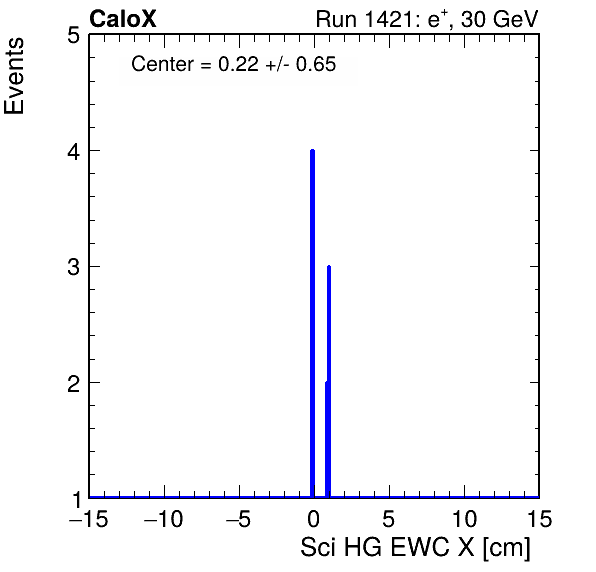 CaloX Run 1421: e⁺, 30 GeV
Center = 0.22 +/- 0.65
Events
5
4
3
2
1
−15 −10 −5 0 5 10 15
Sci HG EWC X [cm]